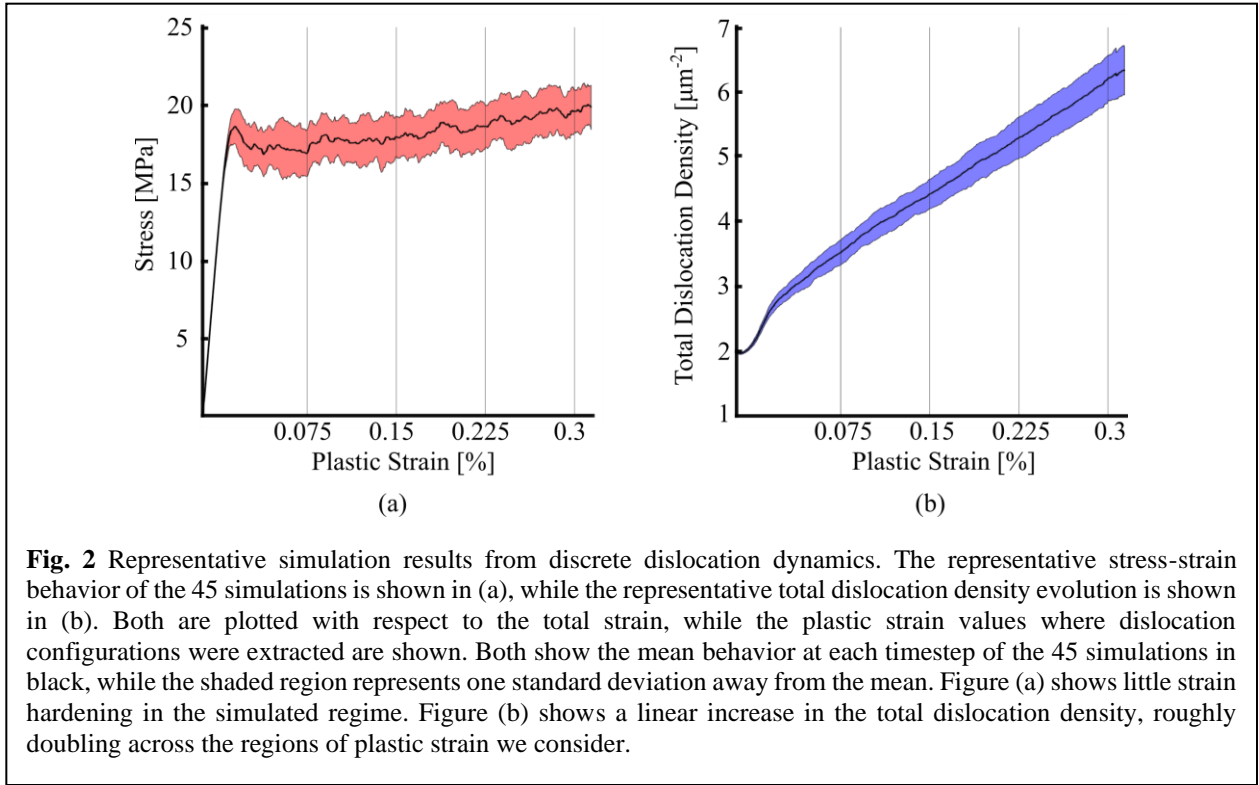 25
20
15
10
5
Stress [MPa]
0.075 0.15 0.225 0.3
Plastic Strain [%]
(a)
7
6
5
4
3
2
1
Total Dislocation Density [μm⁻²]
0.075 0.15 0.225 0.3
Plastic Strain [%]
(b)
Fig. 2 Representative simulation results from discrete dislocation dynamics. The representative stress-strain
behavior of the 45 simulations is shown in (a), while the representative total dislocation density evolution is shown
in (b). Both are plotted with respect to the total strain, while the plastic strain values where dislocation
configurations were extracted are shown. Both show the mean behavior at each timestep of the 45 simulations in
black, while the shaded region represents one standard deviation away from the mean. Figure (a) shows little strain
hardening in the simulated regime. Figure (b) shows a linear increase in the total dislocation density, roughly
doubling across the regions of plastic strain we consider.